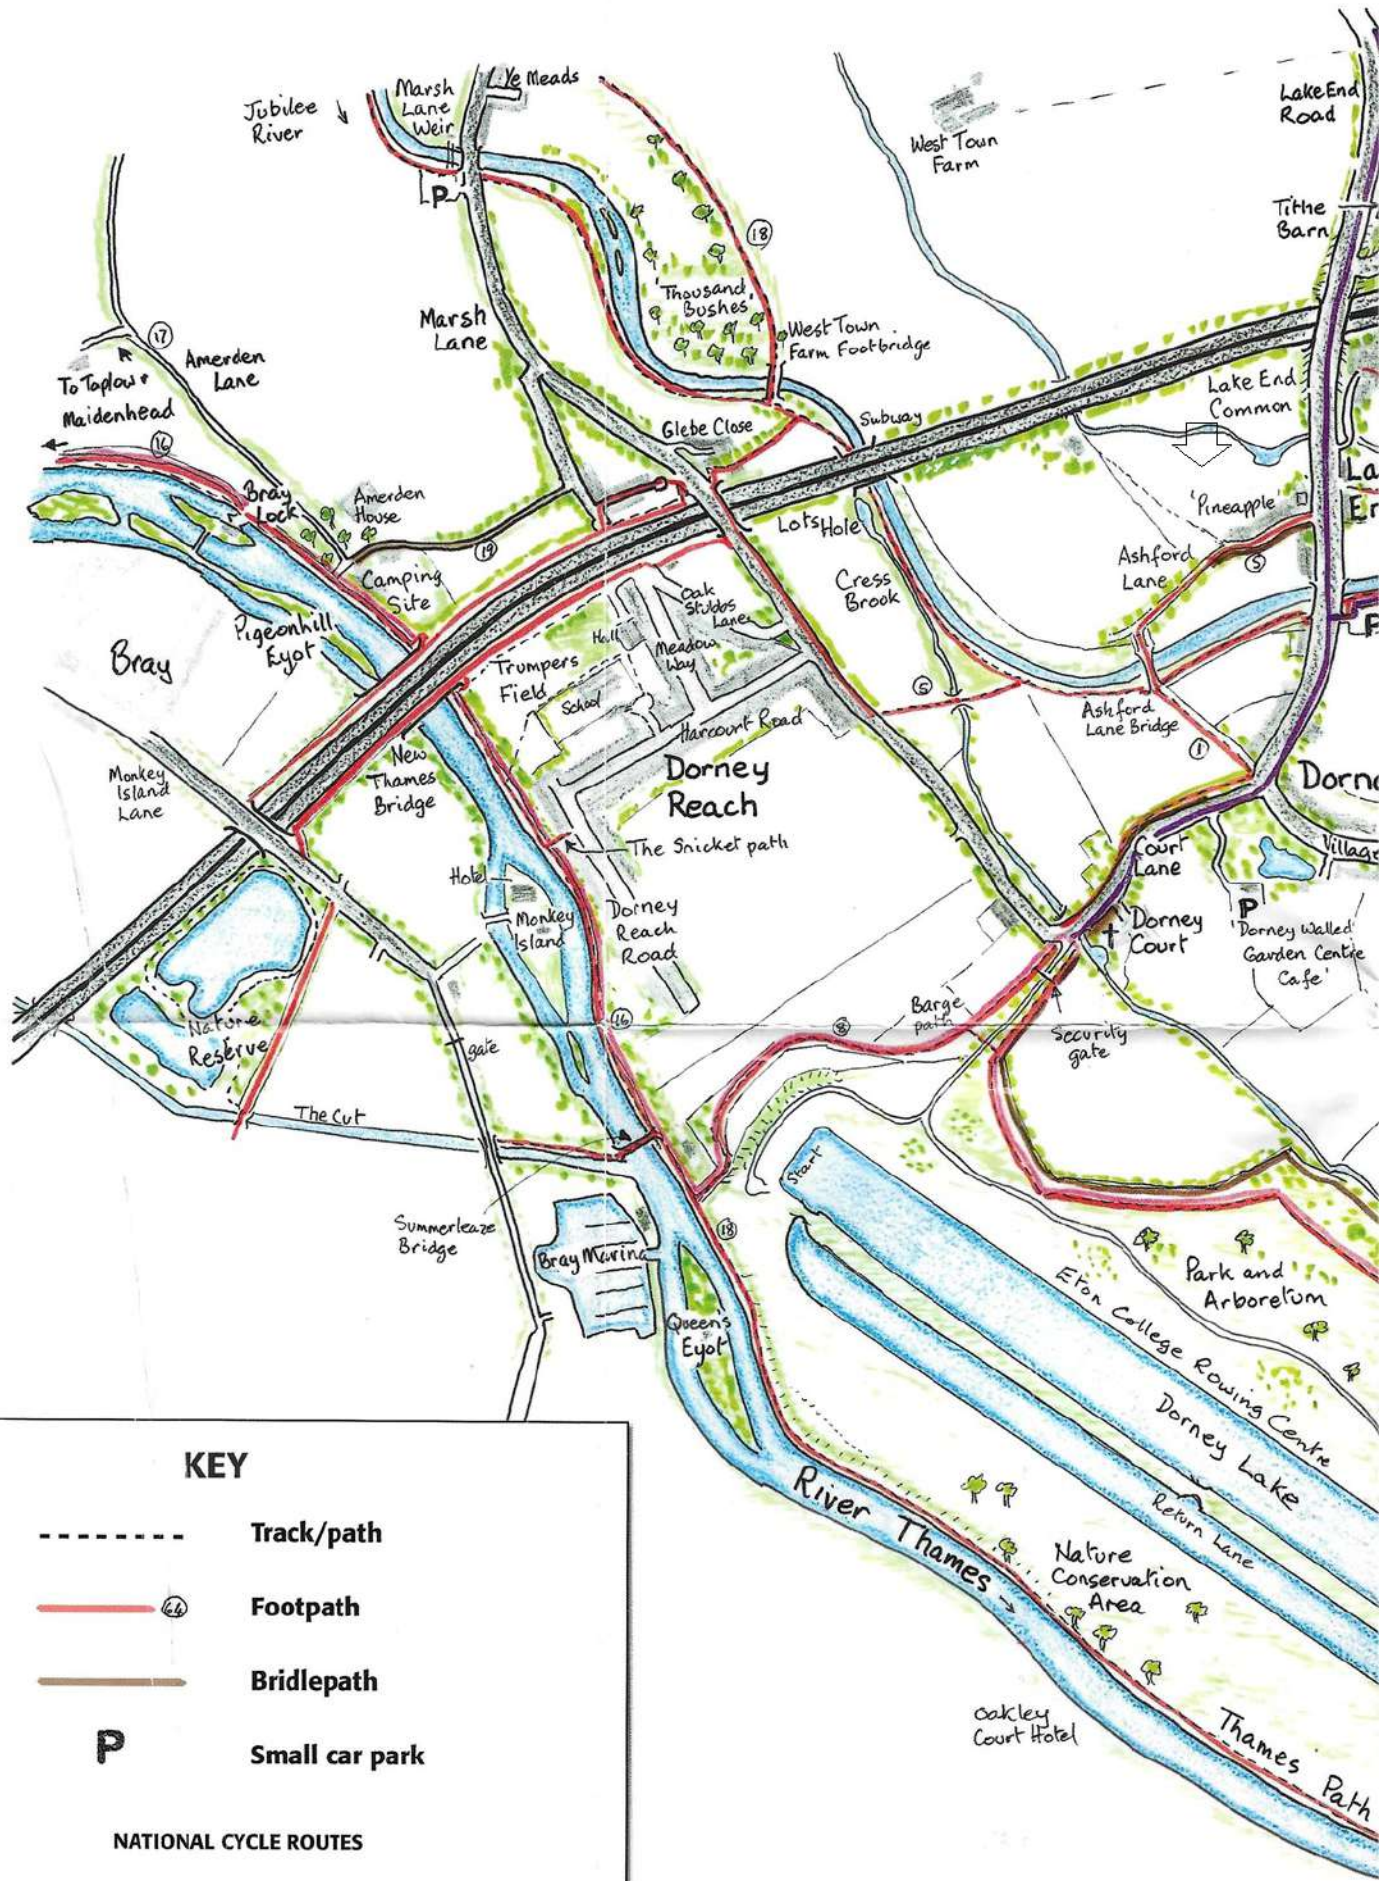 Ye Meads
Marsh
Lane
Weir
Jubilee
River
P
Lake End
Road
West Town
Farm
Tithe
Barn
18
'Thousand
Bushes'
Marsh
Lane
West Town
Farm Footbridge
17
Amerden
Lane
To Taplow &
Maidenhead
16
Lake End
Common
Subway
Glebe Close
Bray
Lock
Amerden
House
19
Lots Hole
'Pineapple'
La
Er
Ashford
Lane
5
Camping
Site
Cress
Brook
Oak
Stubbs
Lane
Pigeonhill
Eyot
Hall
Meadow
Way
P
Bray
Trumpers
Field
School
5
Ashford
Lane Bridge
1
Harcourt Road
New
Thames
Bridge
Monkey
Island
Lane
Dorney
Reach
Dorn
The Snicket path
Court
Lane
Village
Hotel
Monkey
Island
Dorney
Reach
Road
Dorney
Court
P
'Dorney Walled
Garden Centre
Cafe'
Barge
path
8
Security
gate
16
Nature
Reserve
gate
The Cut
Start
Summerleaze
Bridge
18
Bray Marina
Park and
Arboretum
Queen's
Eyot
Eton College Rowing Centre
Dorney Lake
Return Lane
River Thames
Nature
Conservation
Area
Oakley
Court Hotel
Thames Path
KEY
Track/path
64
Footpath
Bridlepath
P
Small car park
NATIONAL CYCLE ROUTES